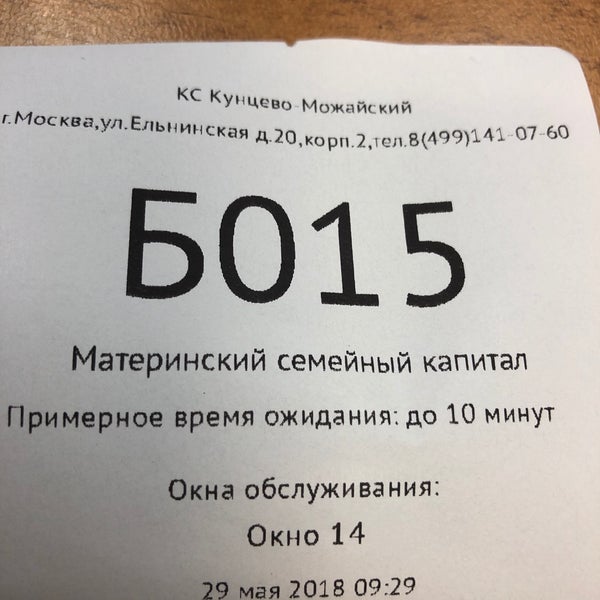 КС Кунцево-Можайский
г.Москва,ул.Ельнинская д.20,корп.2,тел.8(499)141-07-60
Б015
Материнский семейный капитал
Примерное время ожидания: до 10 минут
Окна обслуживания:
Окно 14
29 мая 2018 09:29